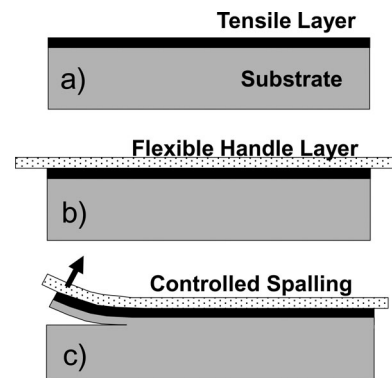 Tensile Layer
a)
Substrate
Flexible Handle Layer
b)
Controlled Spalling
c)